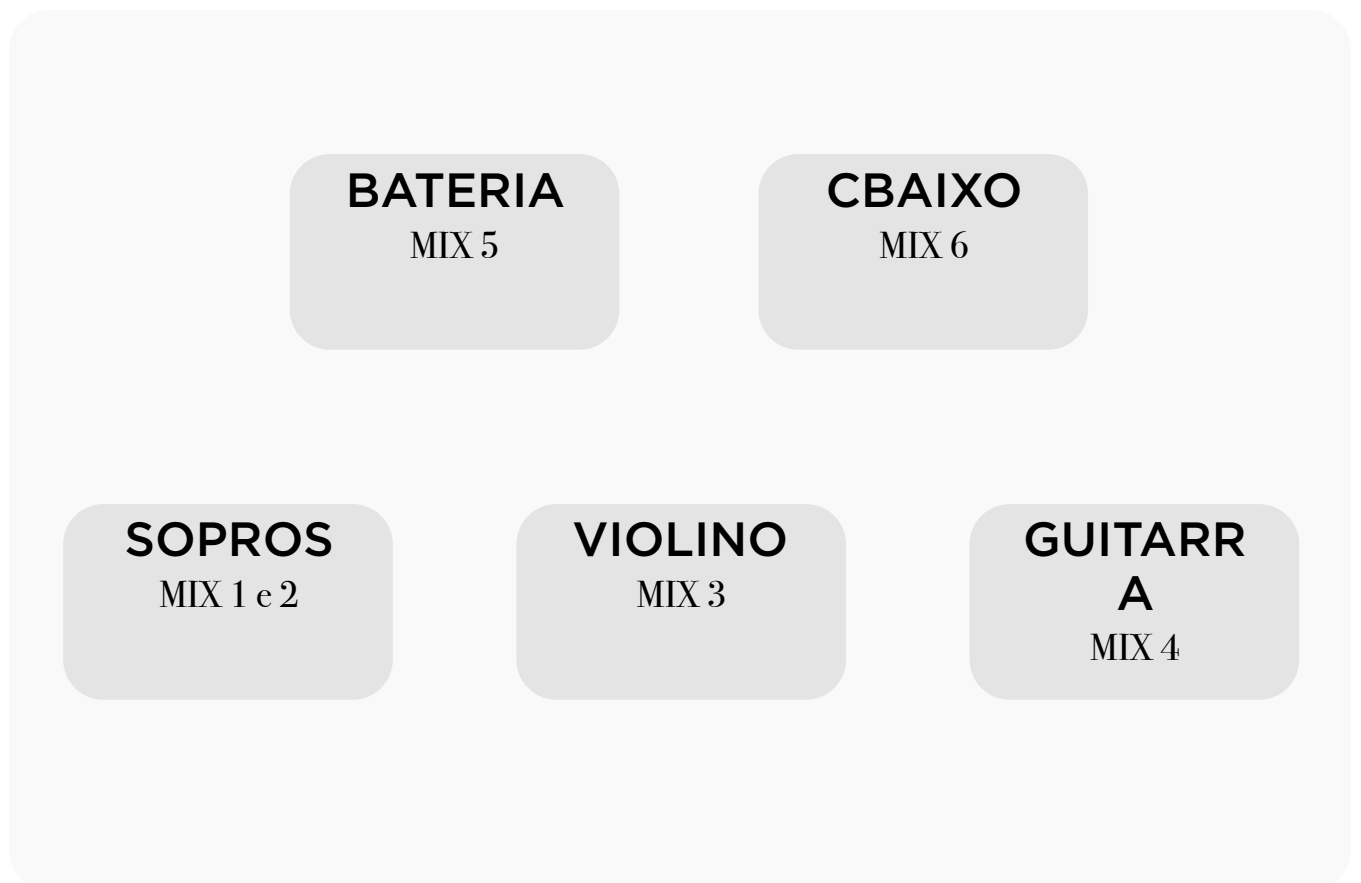 BATERIA
MIX 5
CBAIXO
MIX 6
SOPROS
MIX 1 e 2
VIOLINO
MIX 3
GUITARR
A
MIX 4